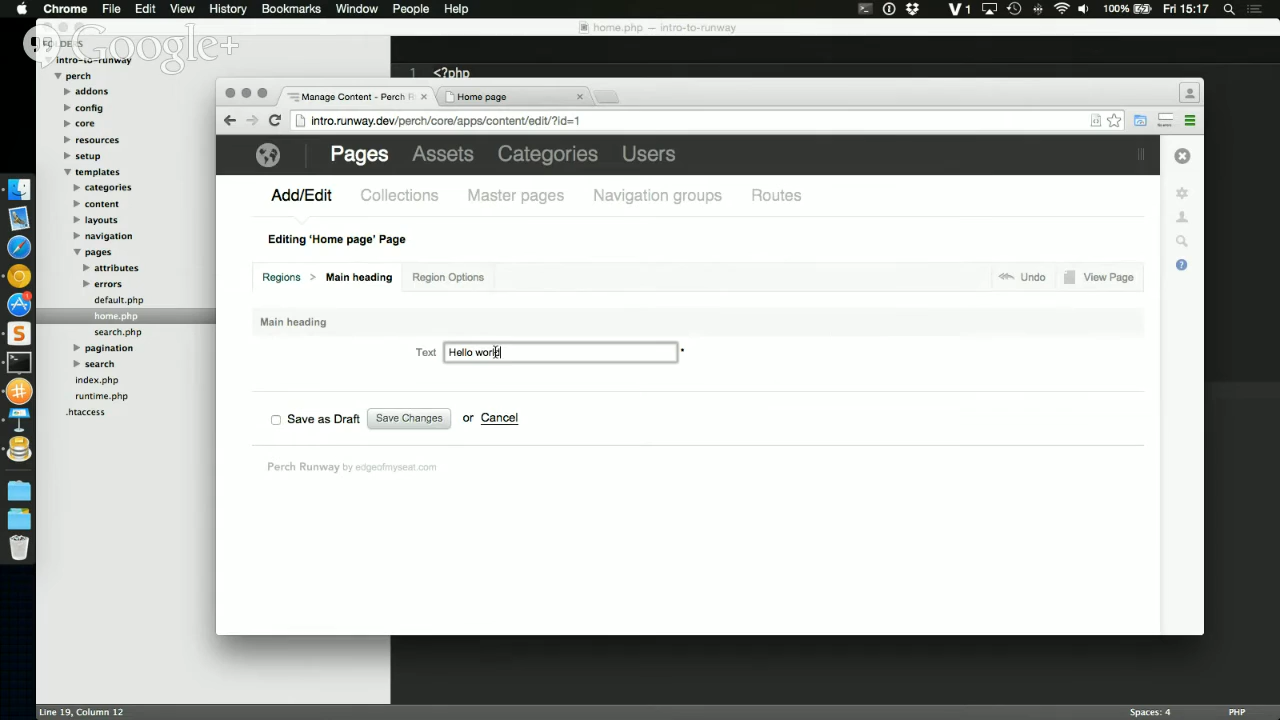 Chrome File Edit View History Bookmarks Window People Help
V 1 100% Fri 15:17
home.php — intro-to-runway
Google+
FOLDERS
intro-to-runway
perch
addons
config
core
resources
setup
templates
categories
content
layouts
navigation
pages
attributes
errors
default.php
home.php
search.php
pagination
search
index.php
runtime.php
.htaccess
1 <?php
Manage Content - Perch R
Home page
intro.runway.dev/perch/core/apps/content/edit/?id=1
Pages Assets Categories Users
Add/Edit Collections Master pages Navigation groups Routes
Editing ‘Home page’ Page
Regions > Main heading Region Options Undo View Page
Main heading
Text Hello world *
Save as Draft Save Changes or Cancel
Perch Runway by edgeofmyseat.com
Line 19, Column 12 Spaces: 4 PHP